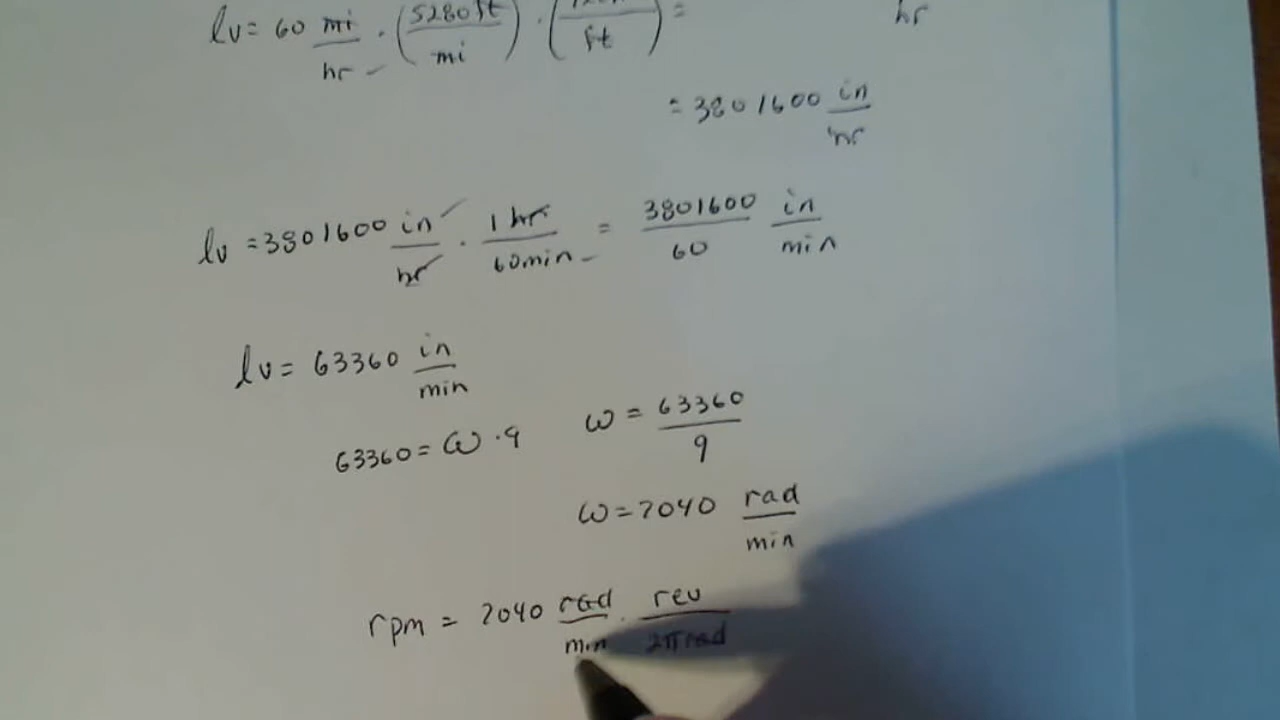 lv = 60 mi/hr · (5280 ft/mi) · (/ft) = hr
= 3801600 in/hr
lv = 3801600 in/hr · 1 hr/60 min = 3801600/60 in/min
lv = 63360 in/min
63360 = ω · 9 ω = 63360/9
ω = 7040 rad/min
rpm = 7040 rad/min · rev/2π rad